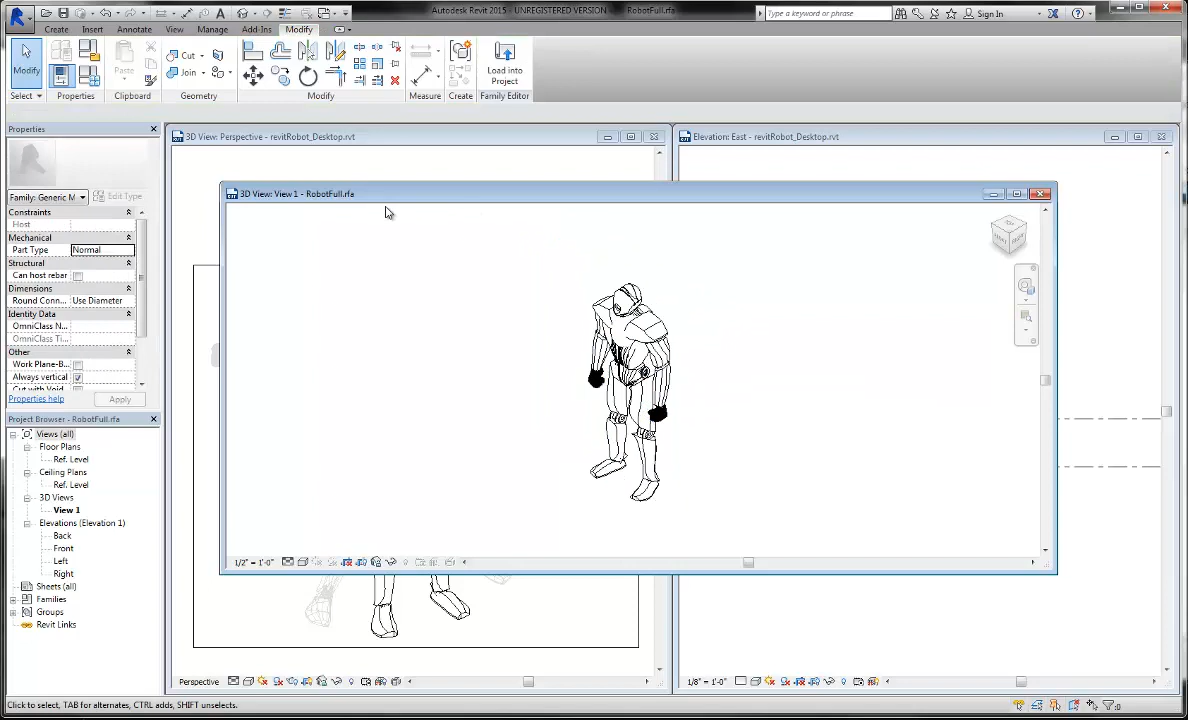 Autodesk Revit 2015 - UNREGISTERED VERSION RobotFull.rfa
Type a keyword or phrase
Sign In
Create Insert Annotate View Manage Add-Ins Modify
Modify
Paste
Cut
Join
Load into
Project
Select Properties Clipboard Geometry Modify Measure Create Family Editor
Properties
Family: Generic M
Edit Type
Constraints
Host
Mechanical
Part Type Normal
Structural
Can host rebar
Dimensions
Round Conn... Use Diameter
Identity Data
OmniClass N...
OmniClass Ti...
Other
Work Plane-B...
Always vertical
Cut with Void
Properties help
Apply
Project Browser - RobotFull.rfa
Views (all)
Floor Plans
Ref. Level
Ceiling Plans
Ref. Level
3D Views
View 1
Elevations (Elevation 1)
Back
Front
Left
Right
Sheets (all)
Families
Groups
Revit Links
3D View: Perspective - revitRobot_Desktop.rvt
Elevation: East - revitRobot_Desktop.rvt
3D View: View 1 - RobotFull.rfa
1/2" = 1'-0"
Perspective
1/8" = 1'-0"
Click to select, TAB for alternates, CTRL adds, SHIFT unselects.
:0